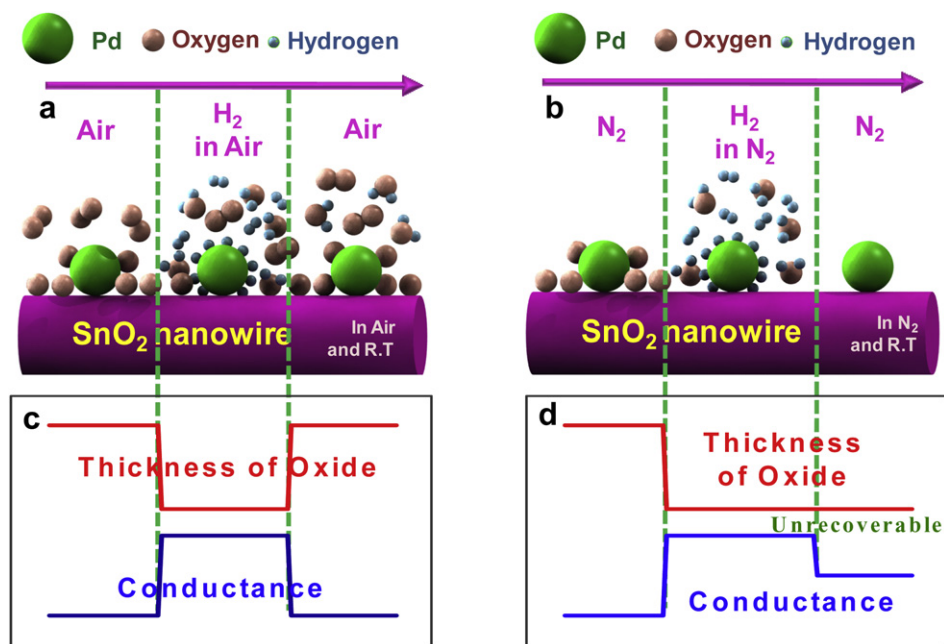 Pd Oxygen Hydrogen
a
Air
H₂
in Air
Air
SnO₂ nanowire
In Air
and R.T
Pd Oxygen Hydrogen
b
N₂
H₂
in N₂
N₂
SnO₂ nanowire
In N₂
and R.T
c
Thickness of Oxide
Conductance
d
Thickness
of Oxide
Unrecoverable
Conductance